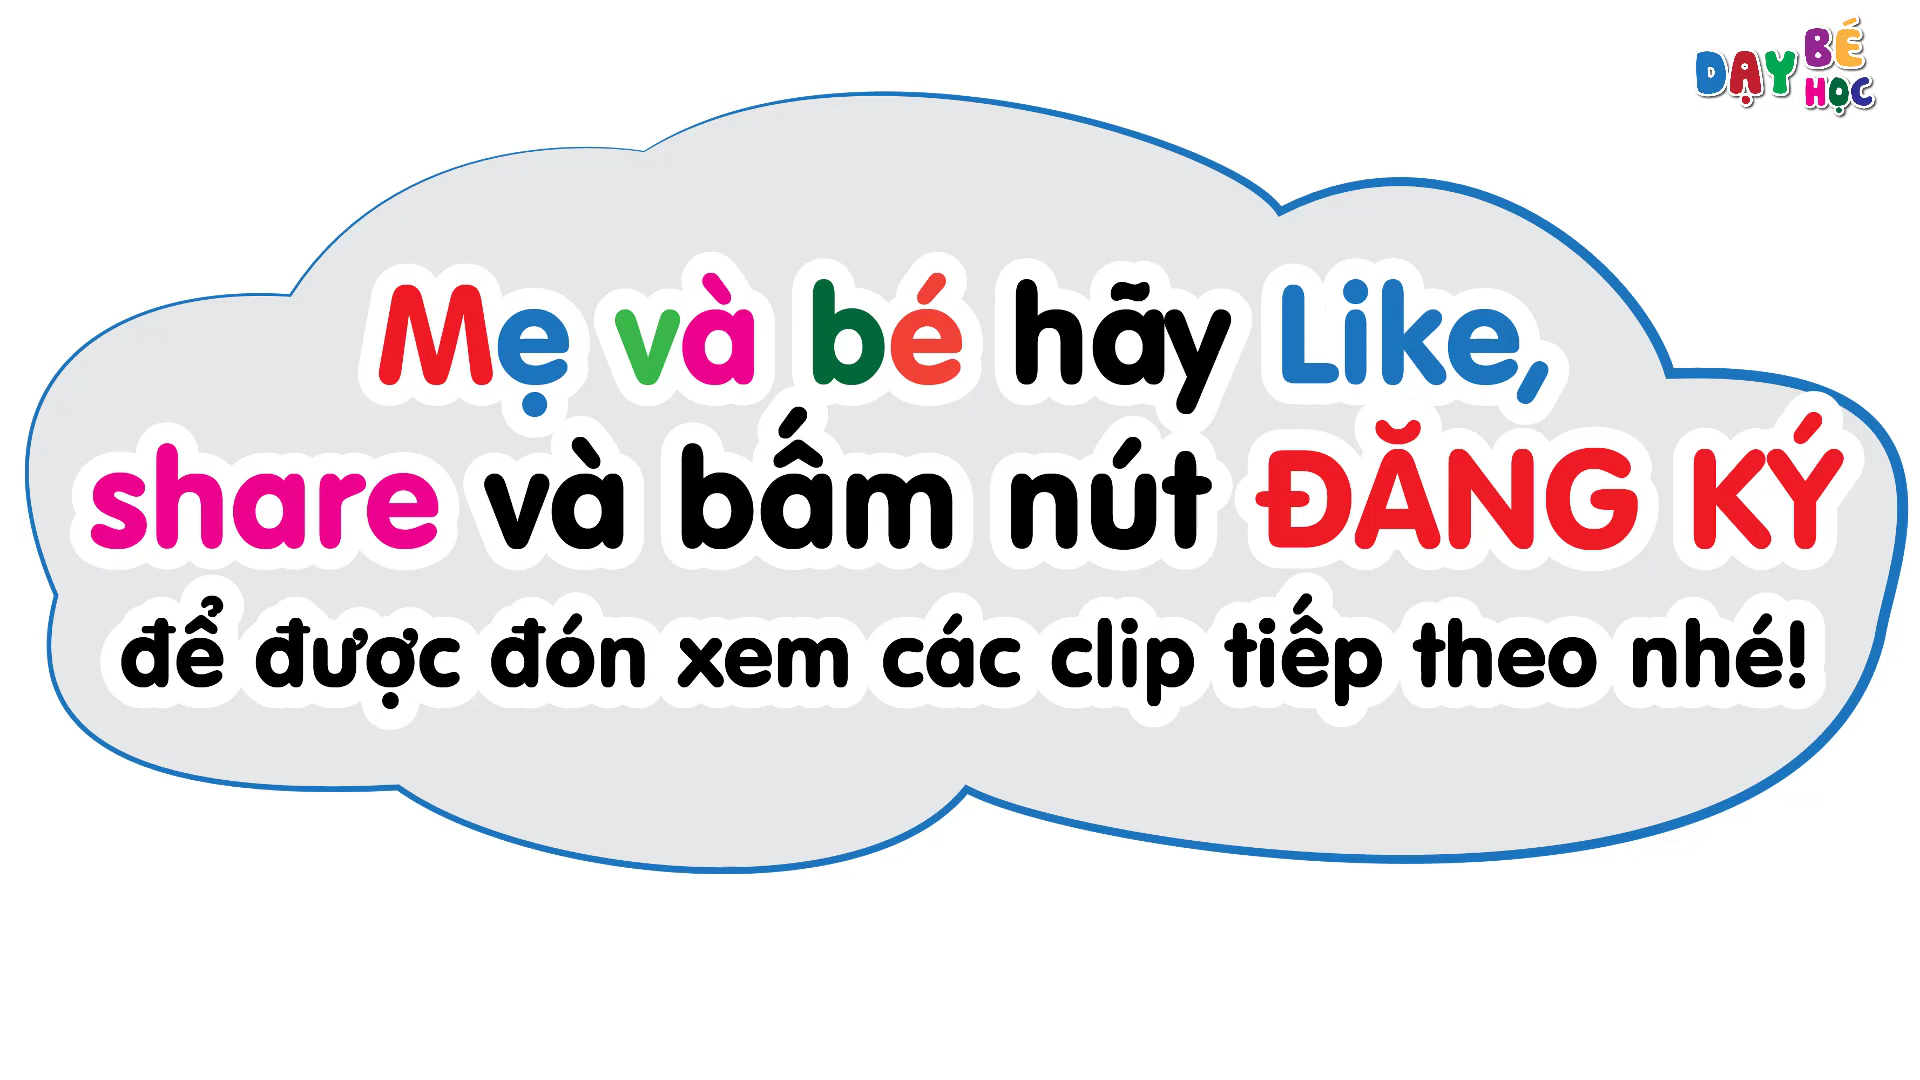 DẠY BÉ HỌC
Mẹ và bé hãy Like,
share và bấm nút ĐĂNG KÝ
để được đón xem các clip tiếp theo nhé!